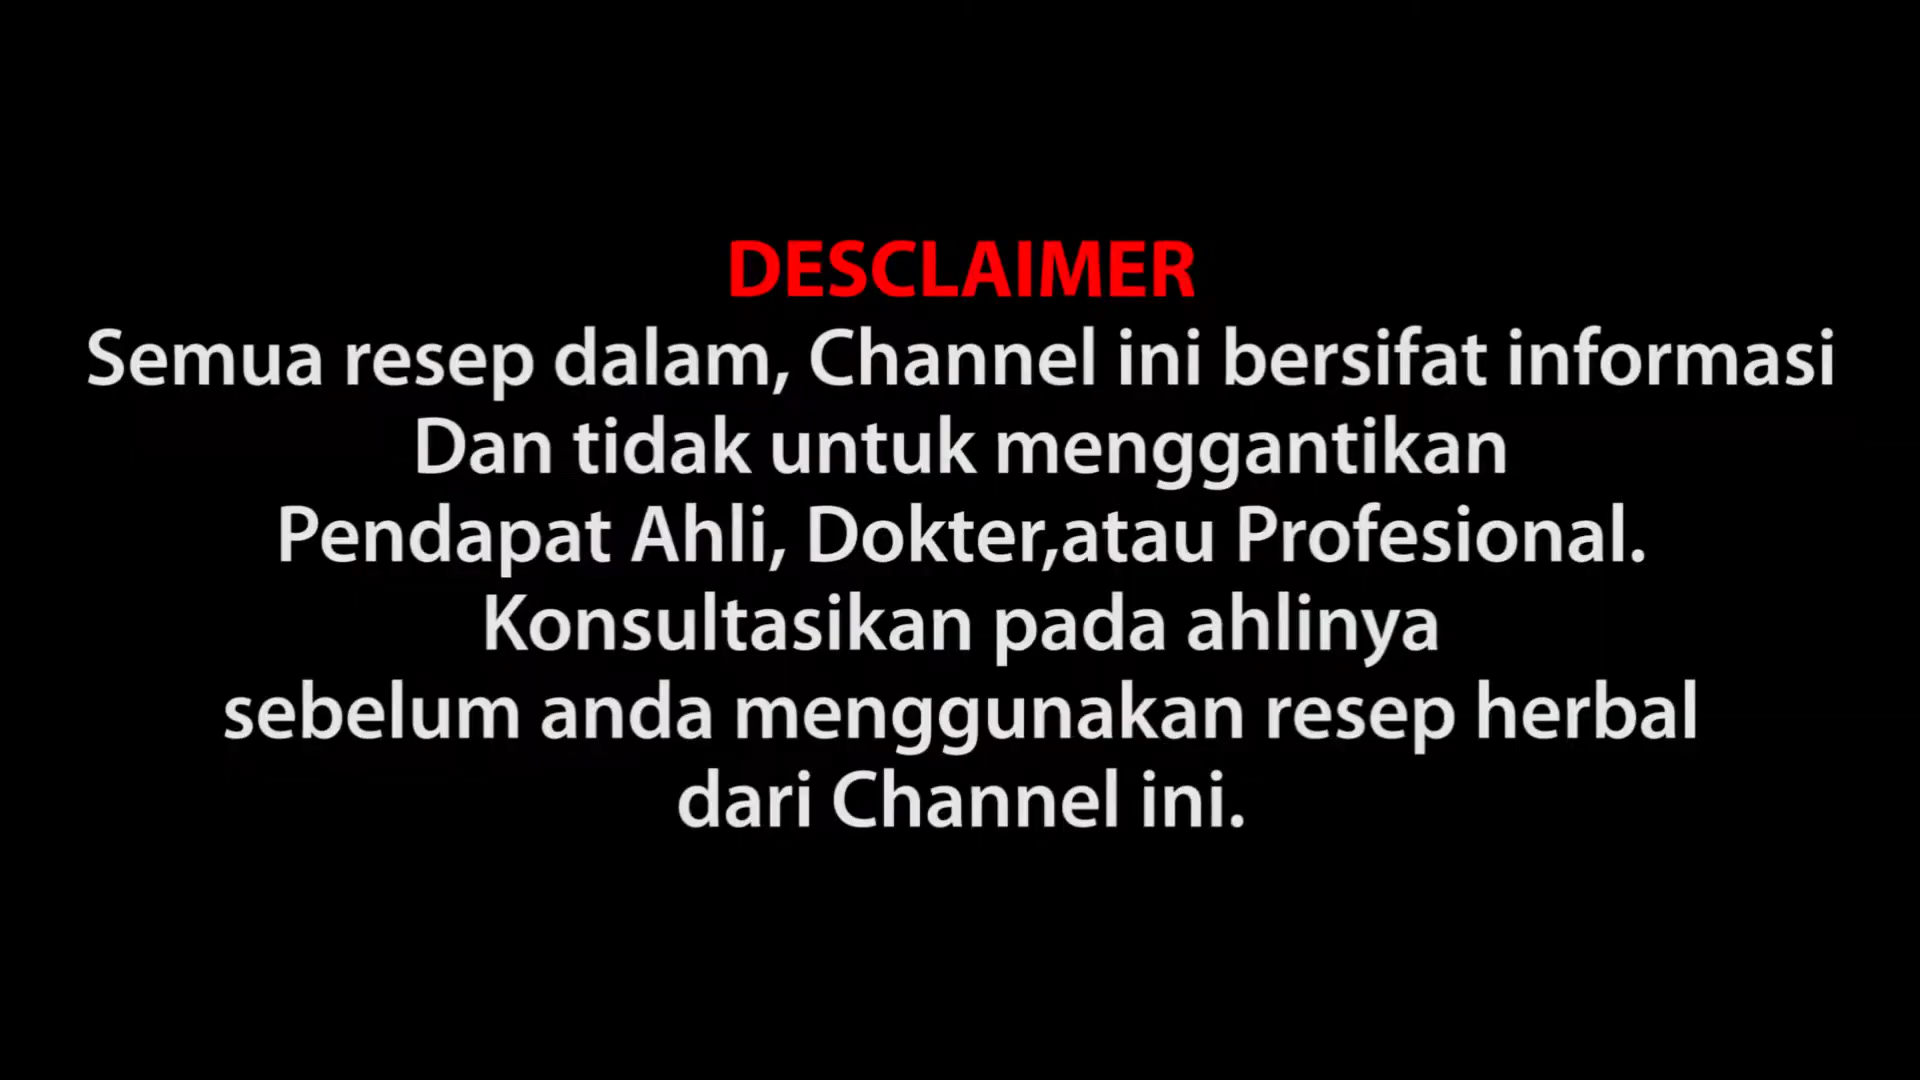 DESCLAIMER
Semua resep dalam, Channel ini bersifat informasi
Dan tidak untuk menggantikan
Pendapat Ahli, Dokter,atau Profesional.
Konsultasikan pada ahlinya
sebelum anda menggunakan resep herbal
dari Channel ini.